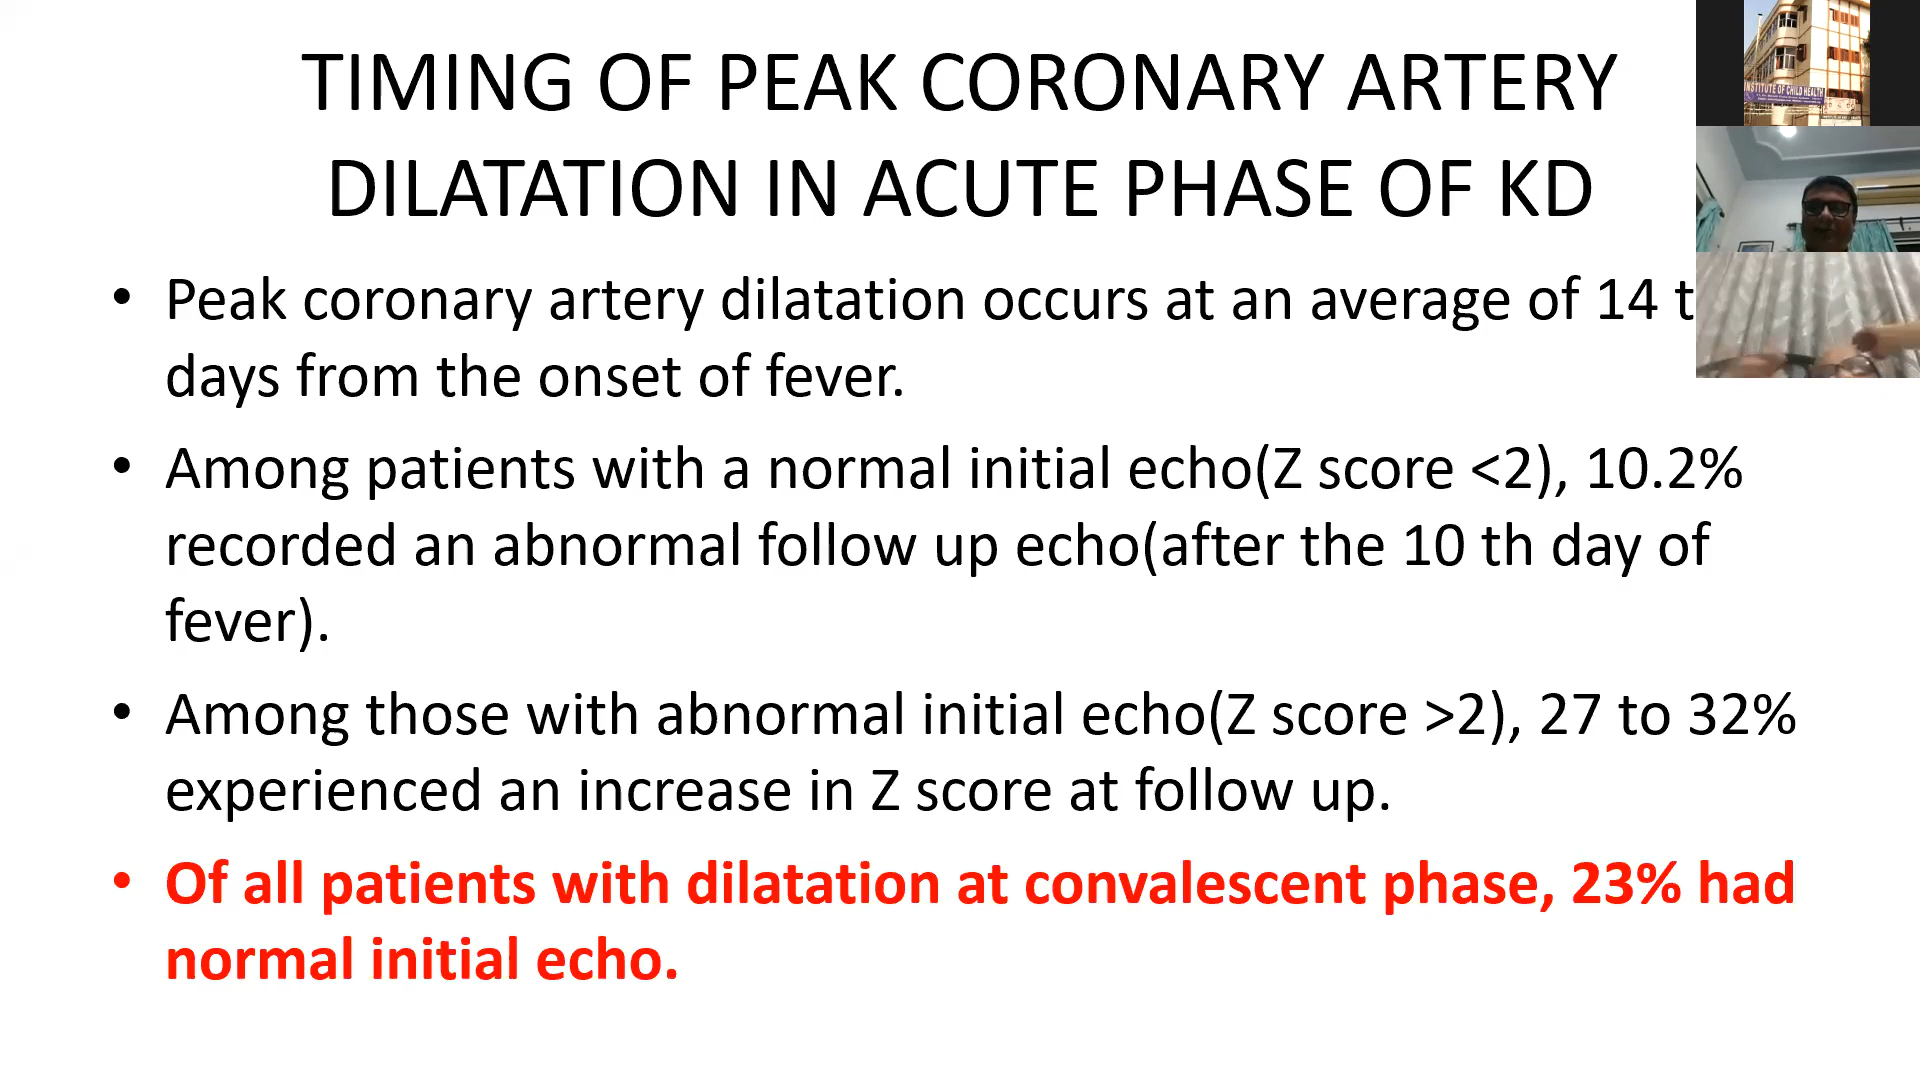 TIMING OF PEAK CORONARY ARTERY
DILATATION IN ACUTE PHASE OF KD
• Peak coronary artery dilatation occurs at an average of 14 t
days from the onset of fever.
• Among patients with a normal initial echo(Z score <2), 10.2%
recorded an abnormal follow up echo(after the 10 th day of
fever).
• Among those with abnormal initial echo(Z score >2), 27 to 32%
experienced an increase in Z score at follow up.
• Of all patients with dilatation at convalescent phase, 23% had
normal initial echo.
INSTITUTE OF CHILD HEALTH